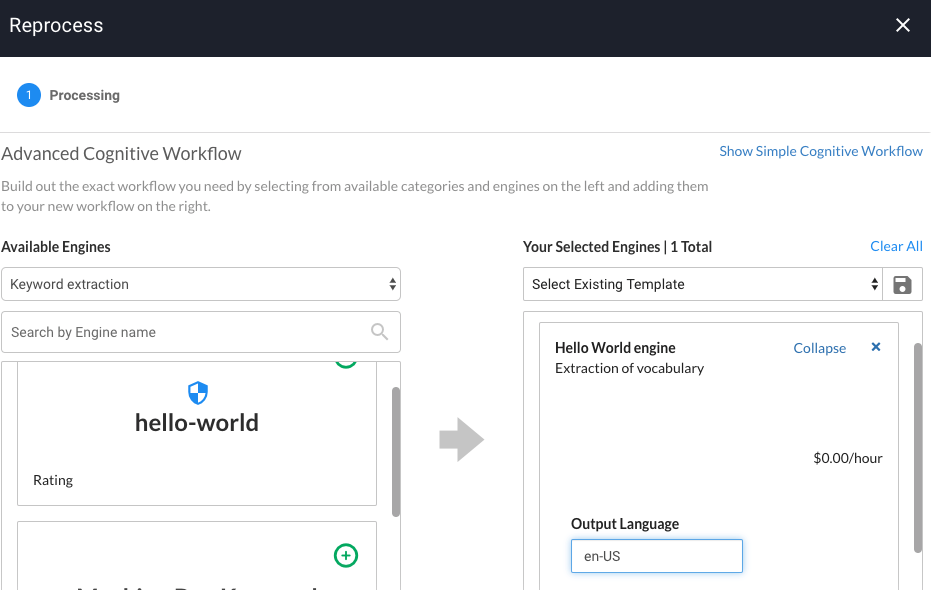 Reprocess
1 Processing
Advanced Cognitive Workflow
Show Simple Cognitive Workflow
Build out the exact workflow you need by selecting from available categories and engines on the left and adding them
to your new workflow on the right.
Available Engines
Keyword extraction
Search by Engine name
hello-world
Rating
Your Selected Engines | 1 Total
Clear All
Select Existing Template
Hello World engine
Collapse
Extraction of vocabulary
$0.00/hour
Output Language
en-US